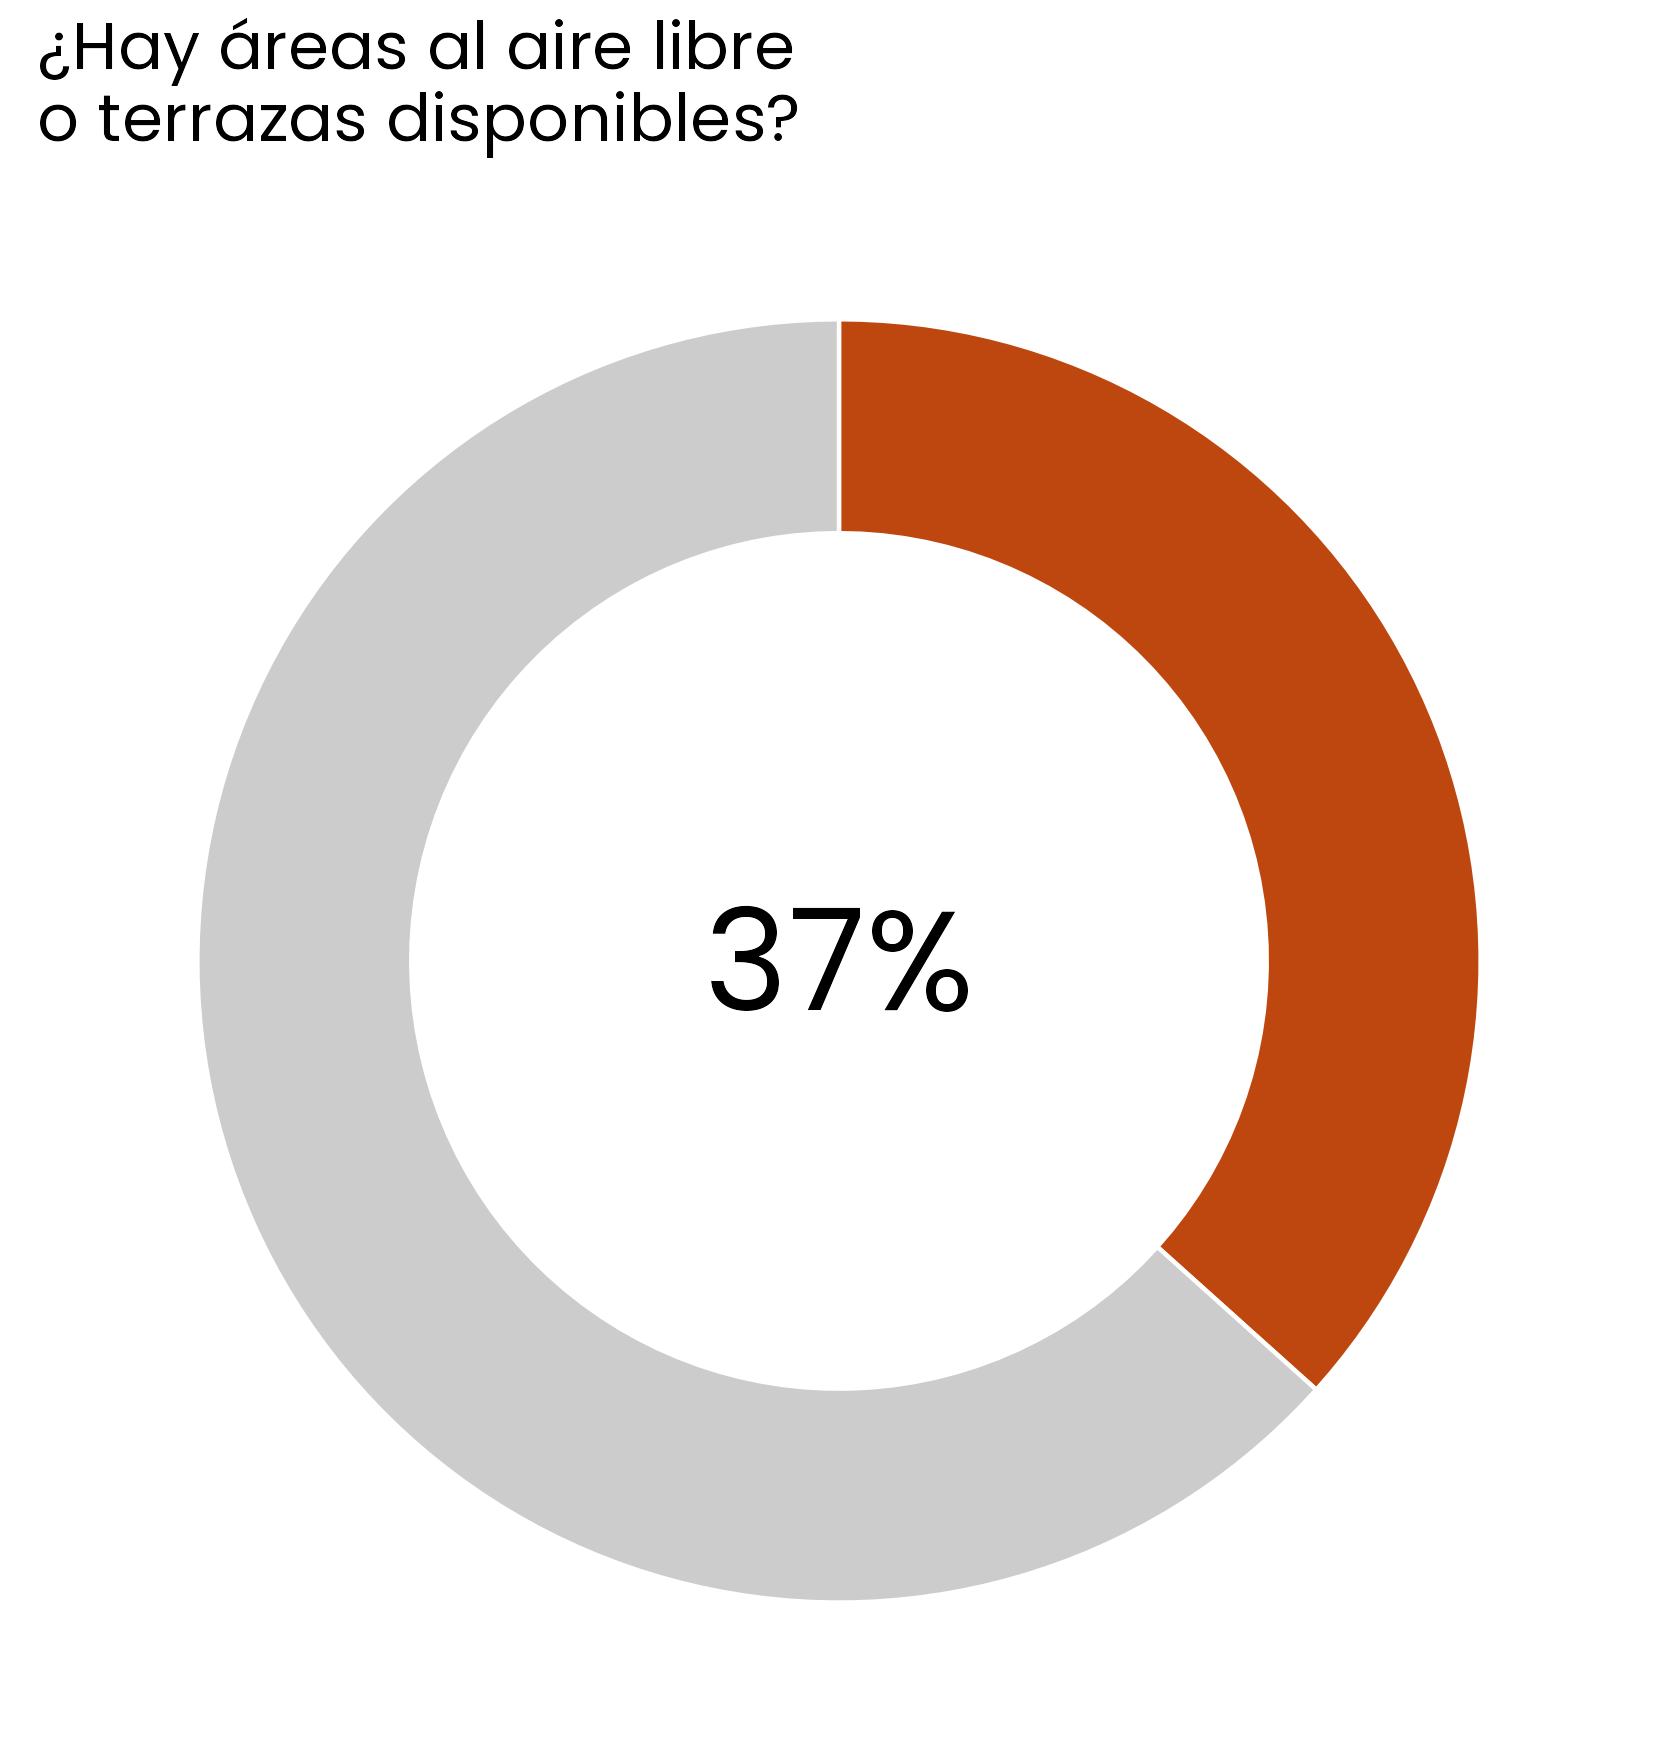 ¿Hay áreas al aire libre
o terrazas disponibles?
37%